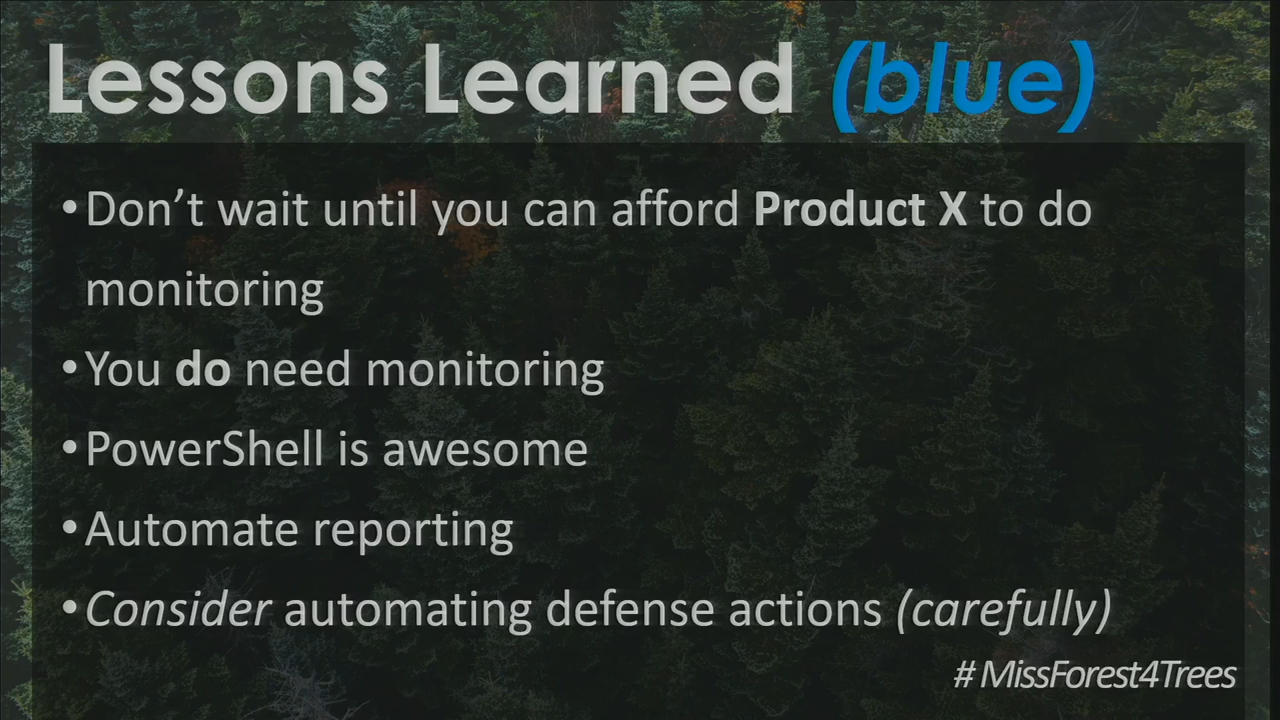 Lessons Learned (blue)
•Don’t wait until you can afford Product X to do
monitoring
•You do need monitoring
•PowerShell is awesome
•Automate reporting
•Consider automating defense actions (carefully)
# MissForest4Trees